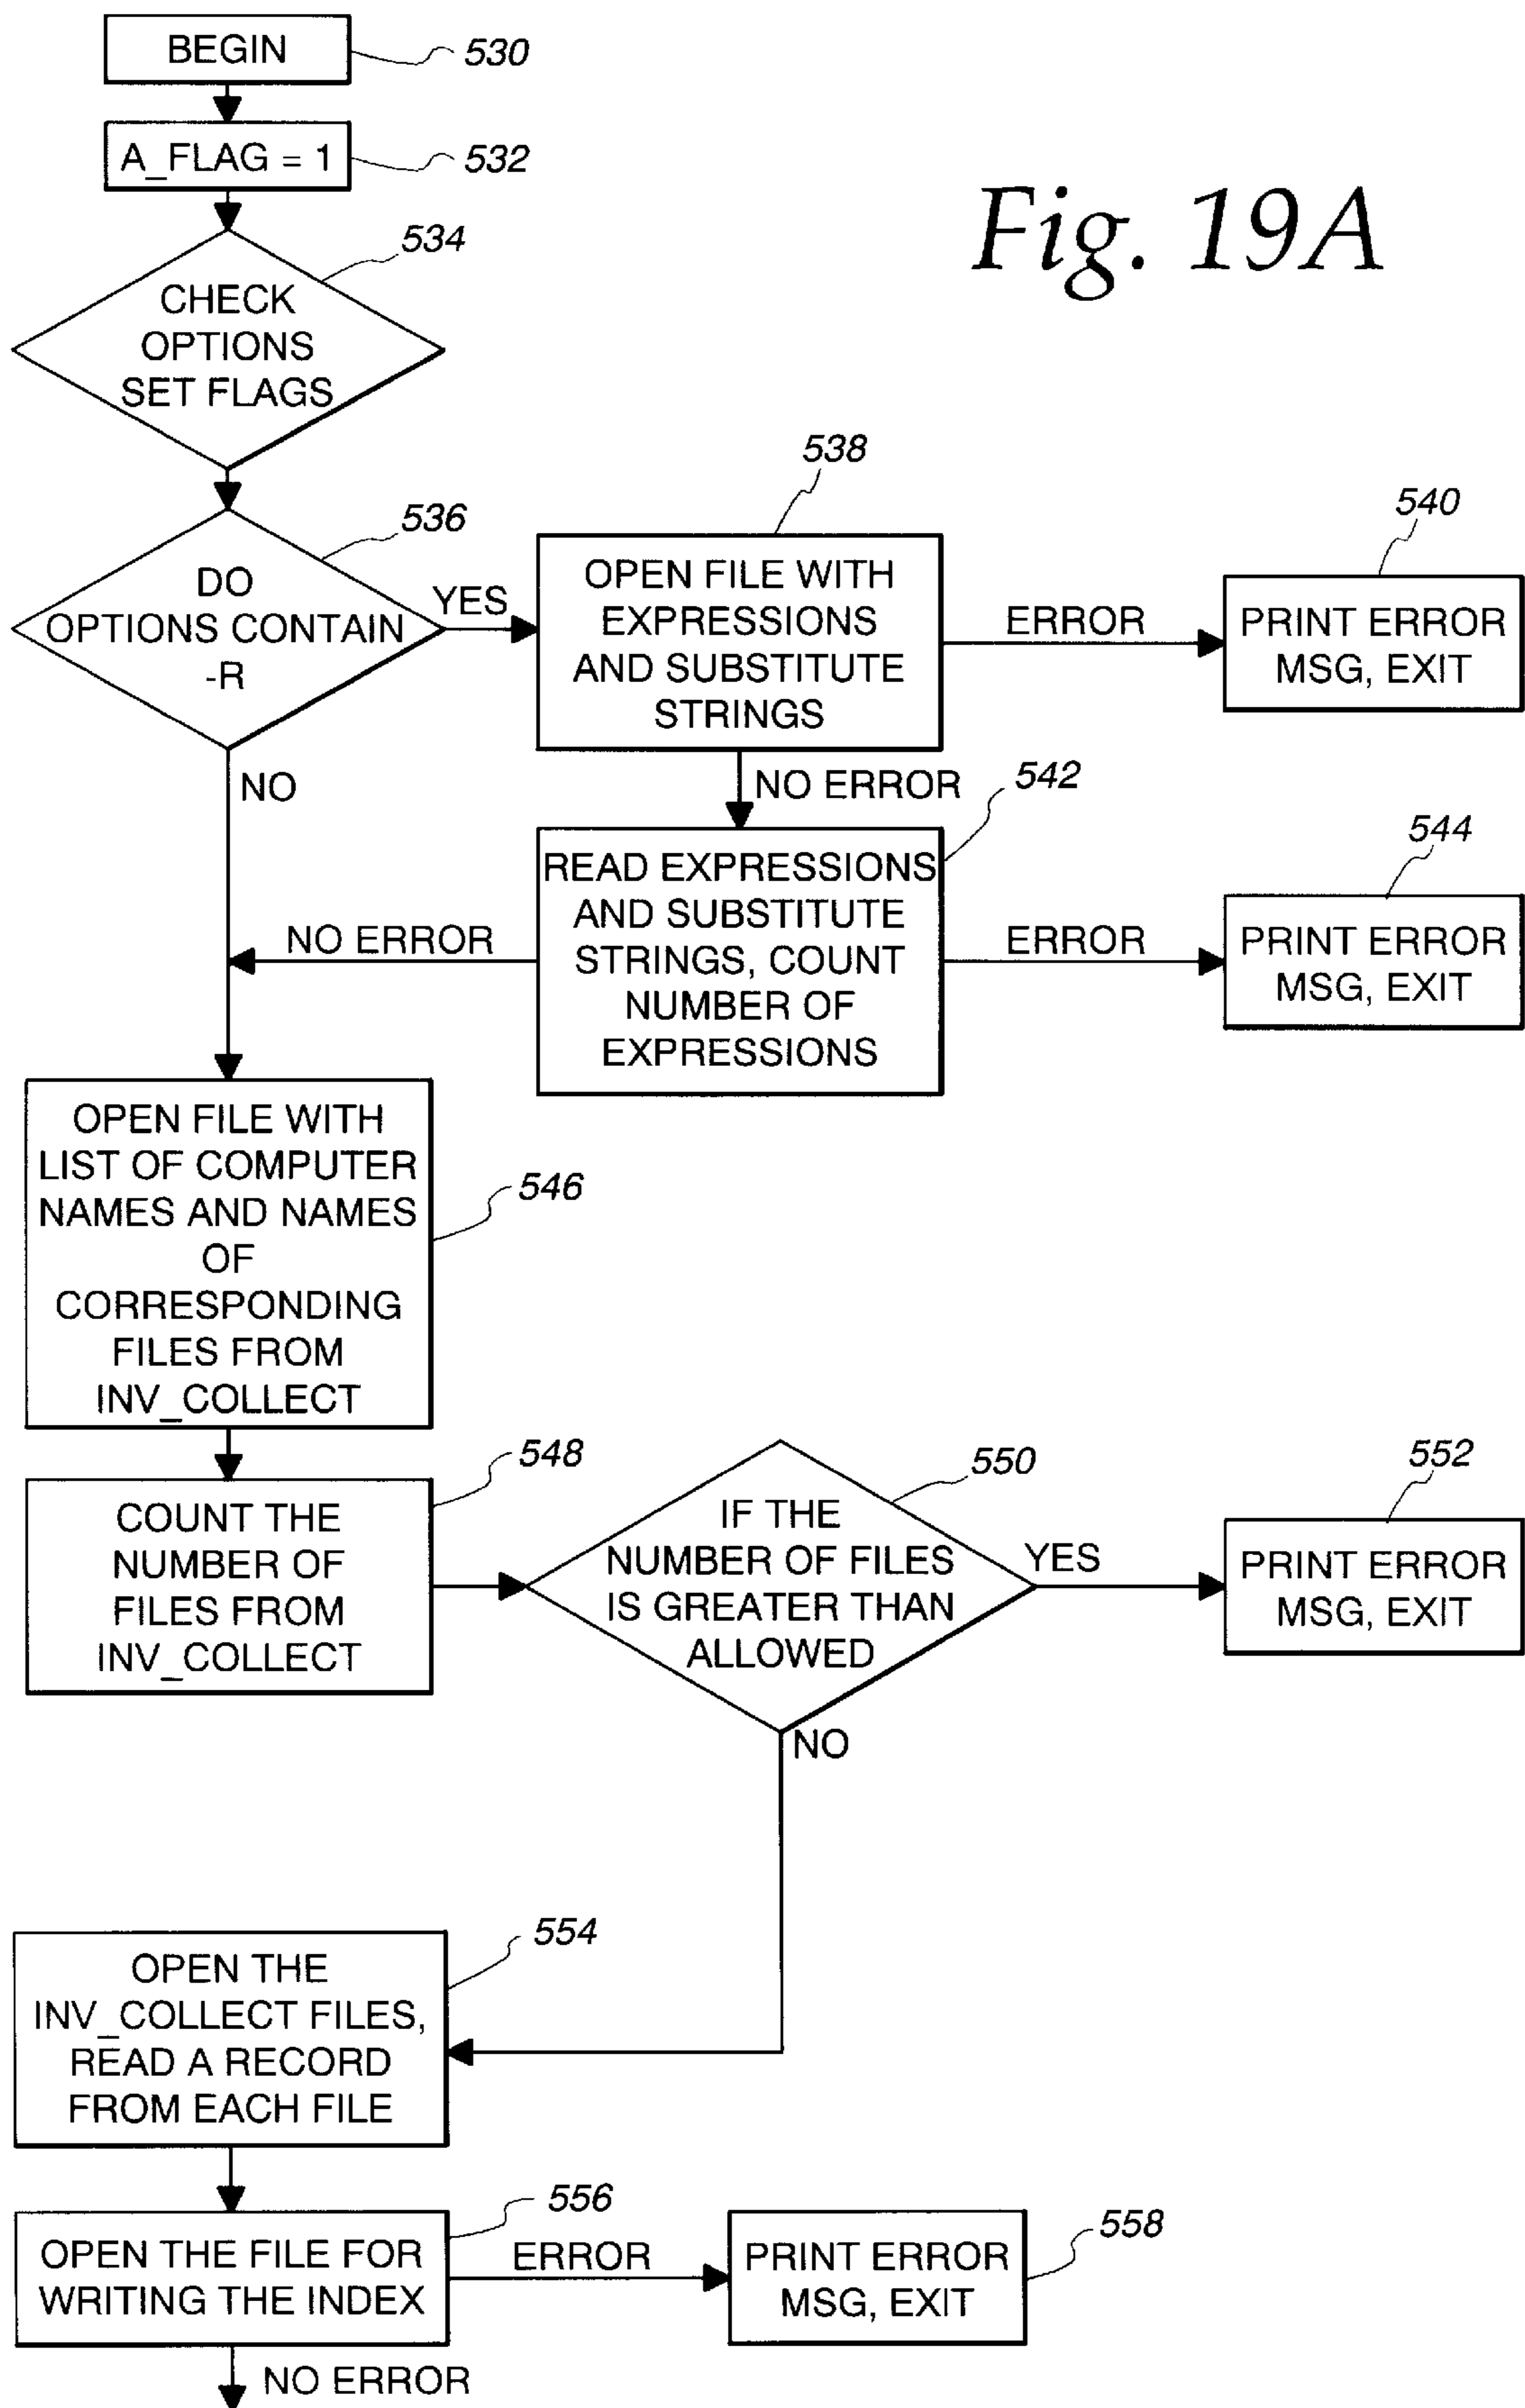 BEGIN
530
A_FLAG = 1
532
Fig. 19A
534
CHECK
OPTIONS
SET FLAGS
536
DO
OPTIONS CONTAIN
-R
YES
538
OPEN FILE WITH
EXPRESSIONS
AND SUBSTITUTE
STRINGS
ERROR
540
PRINT ERROR
MSG, EXIT
NO
NO ERROR
542
READ EXPRESSIONS
AND SUBSTITUTE
STRINGS, COUNT
NUMBER OF
EXPRESSIONS
NO ERROR
ERROR
544
PRINT ERROR
MSG, EXIT
OPEN FILE WITH
LIST OF COMPUTER
NAMES AND NAMES
OF
CORRESPONDING
FILES FROM
INV_COLLECT
546
COUNT THE
NUMBER OF
FILES FROM
INV_COLLECT
548
IF THE
NUMBER OF FILES
IS GREATER THAN
ALLOWED
550
YES
552
PRINT ERROR
MSG, EXIT
NO
554
OPEN THE
INV_COLLECT FILES,
READ A RECORD
FROM EACH FILE
556
OPEN THE FILE FOR
WRITING THE INDEX
ERROR
PRINT ERROR
MSG, EXIT
558
NO ERROR